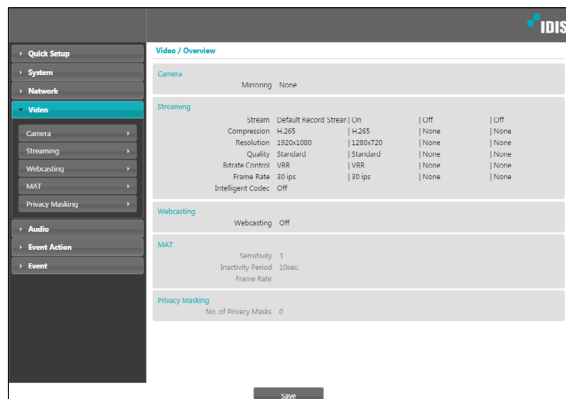 IDIS
Quick Setup
System
Network
Video
Camera
Streaming
Webcasting
MAT
Privacy Masking
Audio
Event Action
Event
Video / Overview
Camera
Mirroring None
Streaming
Stream Default Record Strear | On | Off | Off
Compression H.265 | H.265 | None | None
Resolution 1920x1080 | 1280x720 | None | None
Quality Standard | Standard | None | None
Bitrate Control VBR | VBR | None | None
Frame Rate 30 ips | 30 ips | None | None
Intelligent Codec Off
Webcasting
Webcasting Off
MAT
Sensitivity 3
Inactivity Period 10sec.
Frame Rate
Privacy Masking
No. of Privacy Masks 0
Save